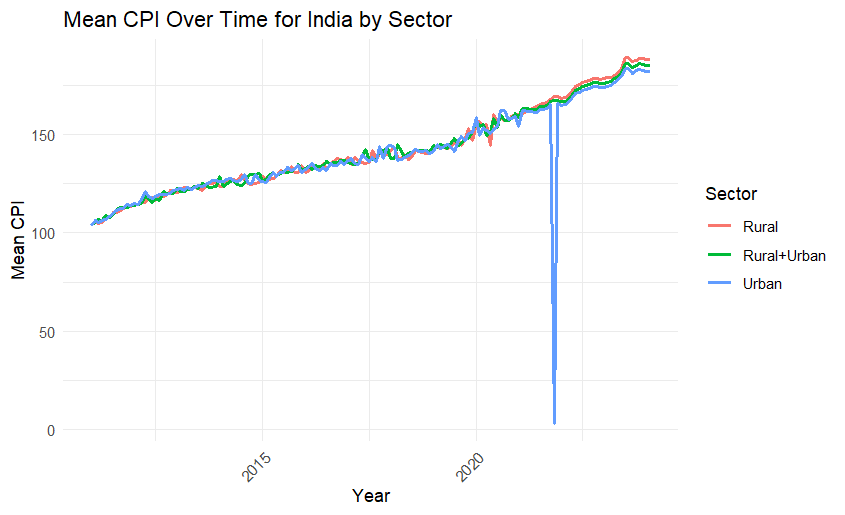 Mean CPI Over Time for India by Sector
Mean CPI
150
100
50
0
2015
2020
Year
Sector
Rural
Rural+Urban
Urban